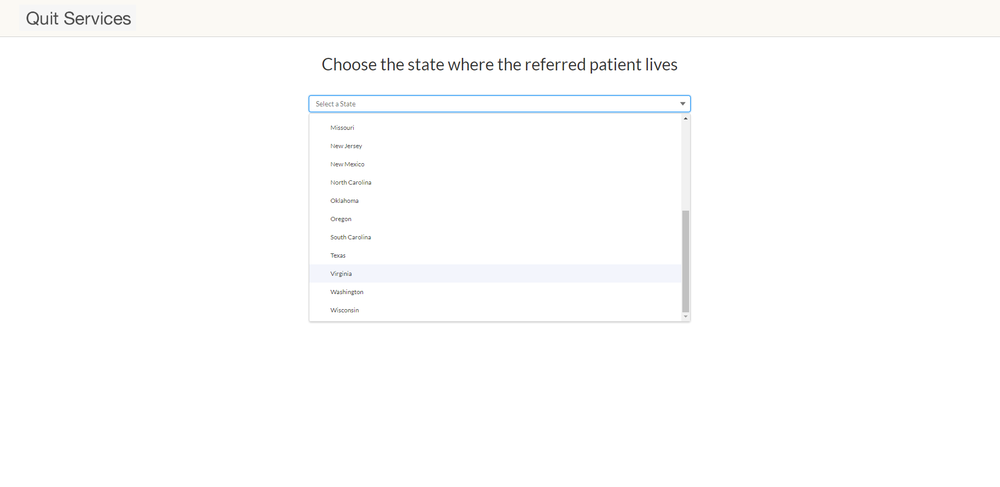 Quit Services
Choose the state where the referred patient lives
Select a State
Missouri
New Jersey
New Mexico
North Carolina
Oklahoma
Oregon
South Carolina
Texas
Virginia
Washington
Wisconsin